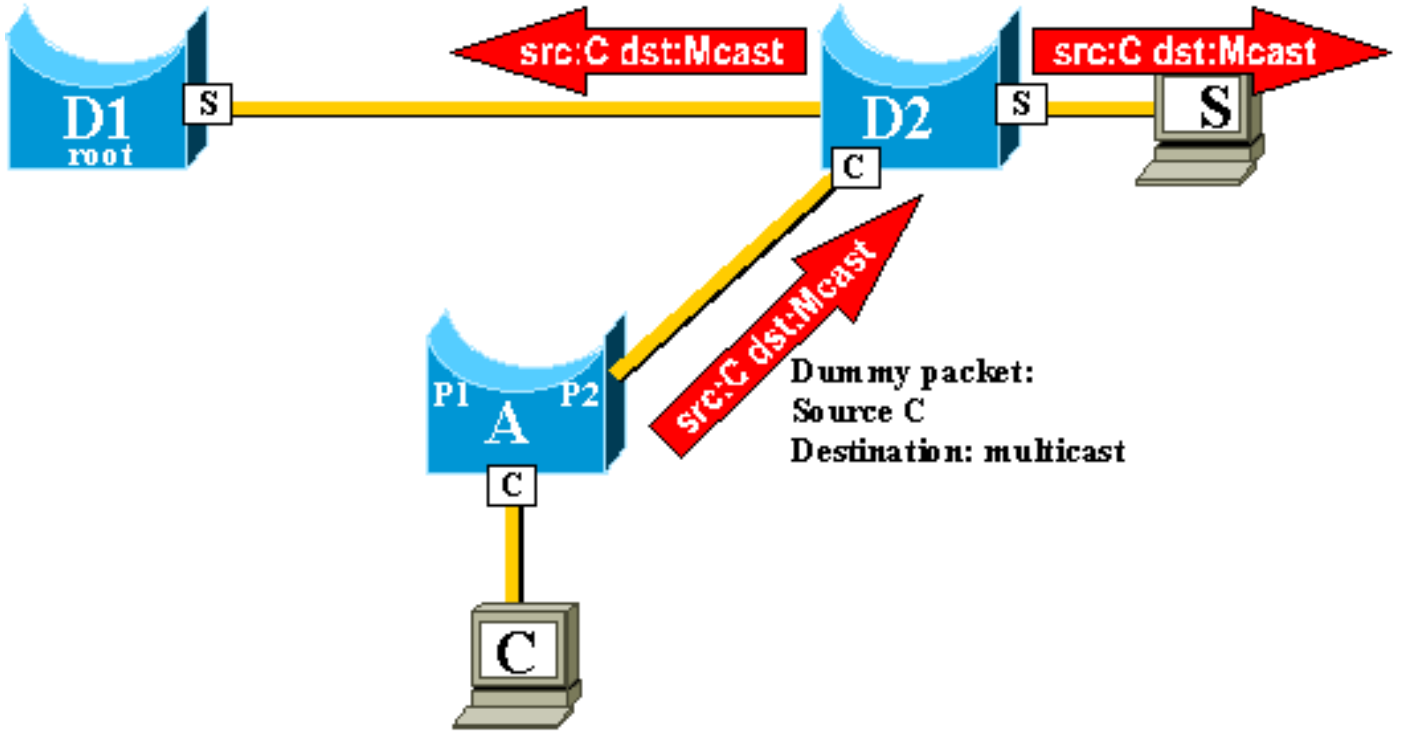 src:C dst:Mcast
src:C dst:Mcast
D1
root
S
D2
S
S
C
src:C dst:Mcast
P1
P2
A
Dummy packet:
Source C
Destination: multicast
C
C